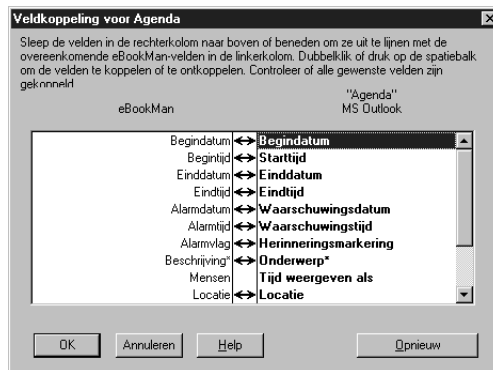 Veldkoppeling voor Agenda
Sleep de velden in de rechterkolom naar boven of beneden om ze uit te lijnen met de
overeenkomende eBookMan-velden in de linkerkolom. Dubbelklik of druk op de spatiebalk
om de velden te koppelen of te ontkoppelen. Controleer of alle gewenste velden zijn
gekoppeld
"Agenda"
eBookMan MS Outlook
Begindatum ↔ Begindatum
Begintijd ↔ Starttijd
Einddatum ↔ Einddatum
Eindtijd ↔ Eindtijd
Alarmdatum ↔ Waarschuwingsdatum
Alarmtijd ↔ Waarschuwingstijd
Alarmvlag ↔ Herinneringsmarkering
Beschrijving* ↔ Onderwerp*
Mensen Tijd weergeven als
Locatie ↔ Locatie
OK Annuleren Help Opnieuw